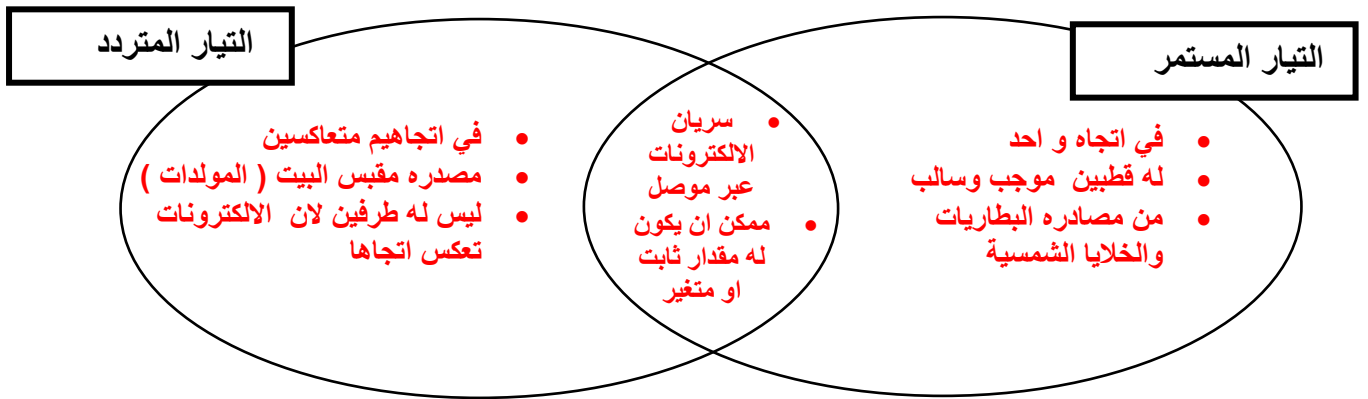 التيار المستمر
في اتجاه و احد
له قطبين موجب وسالب
من مصادره البطاريات
والخلايا الشمسية
سريان
الالكترونات
عبر موصل
ممكن ان يكون
له مقدار ثابت
او متغير
التيار المتردد
في اتجاهيم متعاكسين
مصدره مقبس البيت ( المولدات )
ليس له طرفين لان الالكترونات
تعكس اتجاها